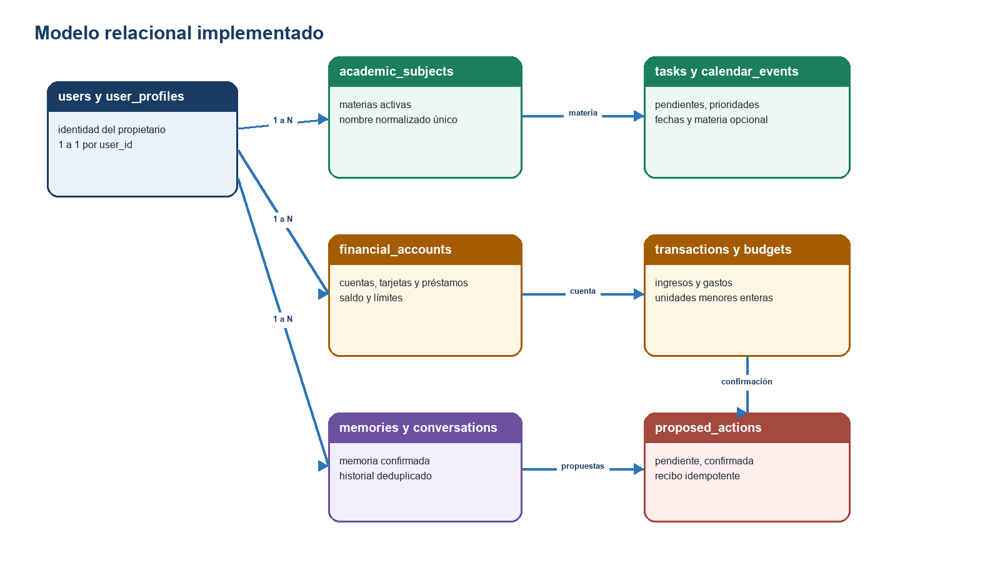 Modelo relacional implementado
users y user_profiles
identidad del propietario
1 a 1 por user_id
1 a N
1 a N
1 a N
academic_subjects
materias activas
nombre normalizado único
materia
tasks y calendar_events
pendientes, prioridades
fechas y materia opcional
financial_accounts
cuentas, tarjetas y préstamos
saldo y límites
cuenta
transactions y budgets
ingresos y gastos
unidades menores enteras
confirmación
memories y conversations
memoria confirmada
historial deduplicado
propuestas
proposed_actions
pendiente, confirmada
recibo idempotente